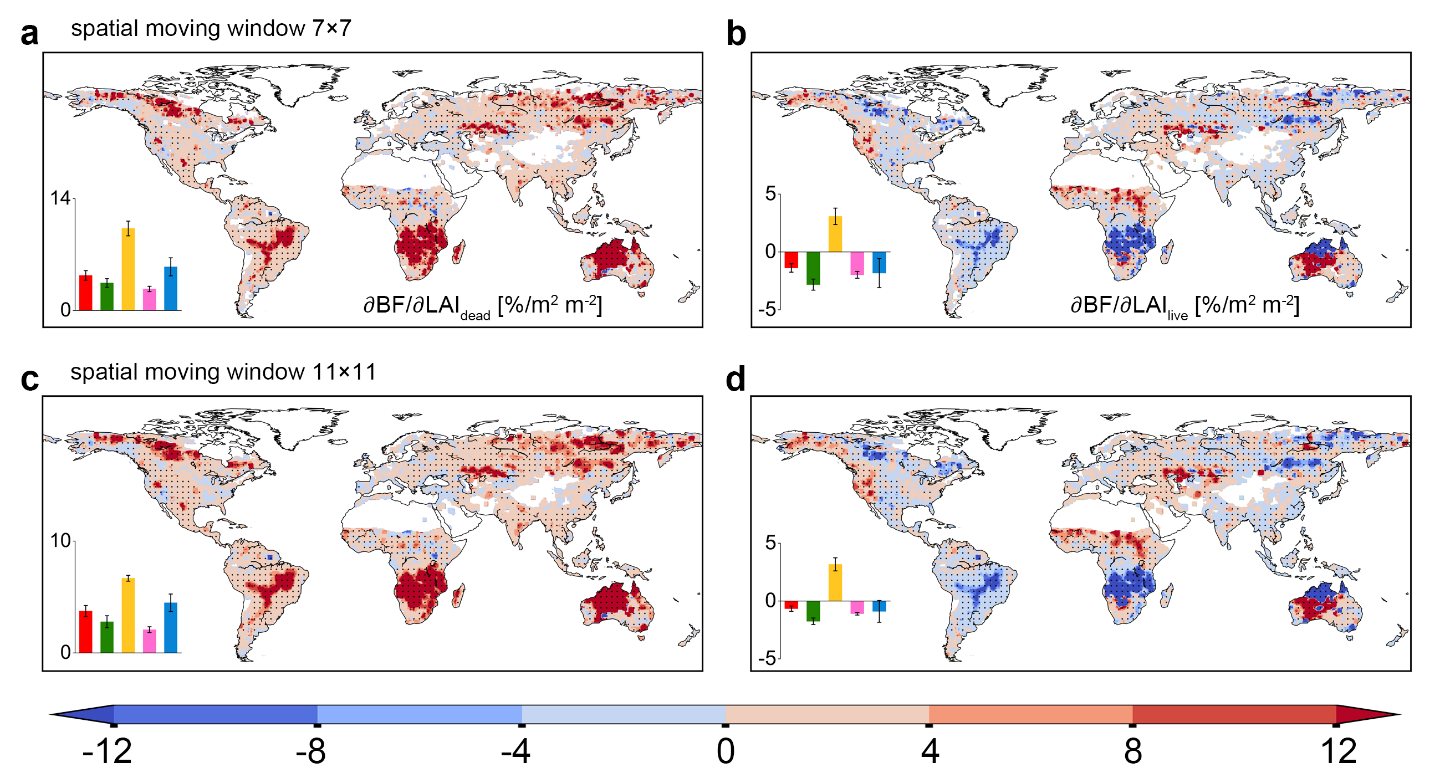 a spatial moving window 7×7
b
14
0
∂BF/∂LAIdead [%/m² m⁻²]
5
0
-5
∂BF/∂LAIlive [%/m² m⁻²]
c spatial moving window 11×11
d
10
0
5
0
-5
-12 -8 -4 0 4 8 12